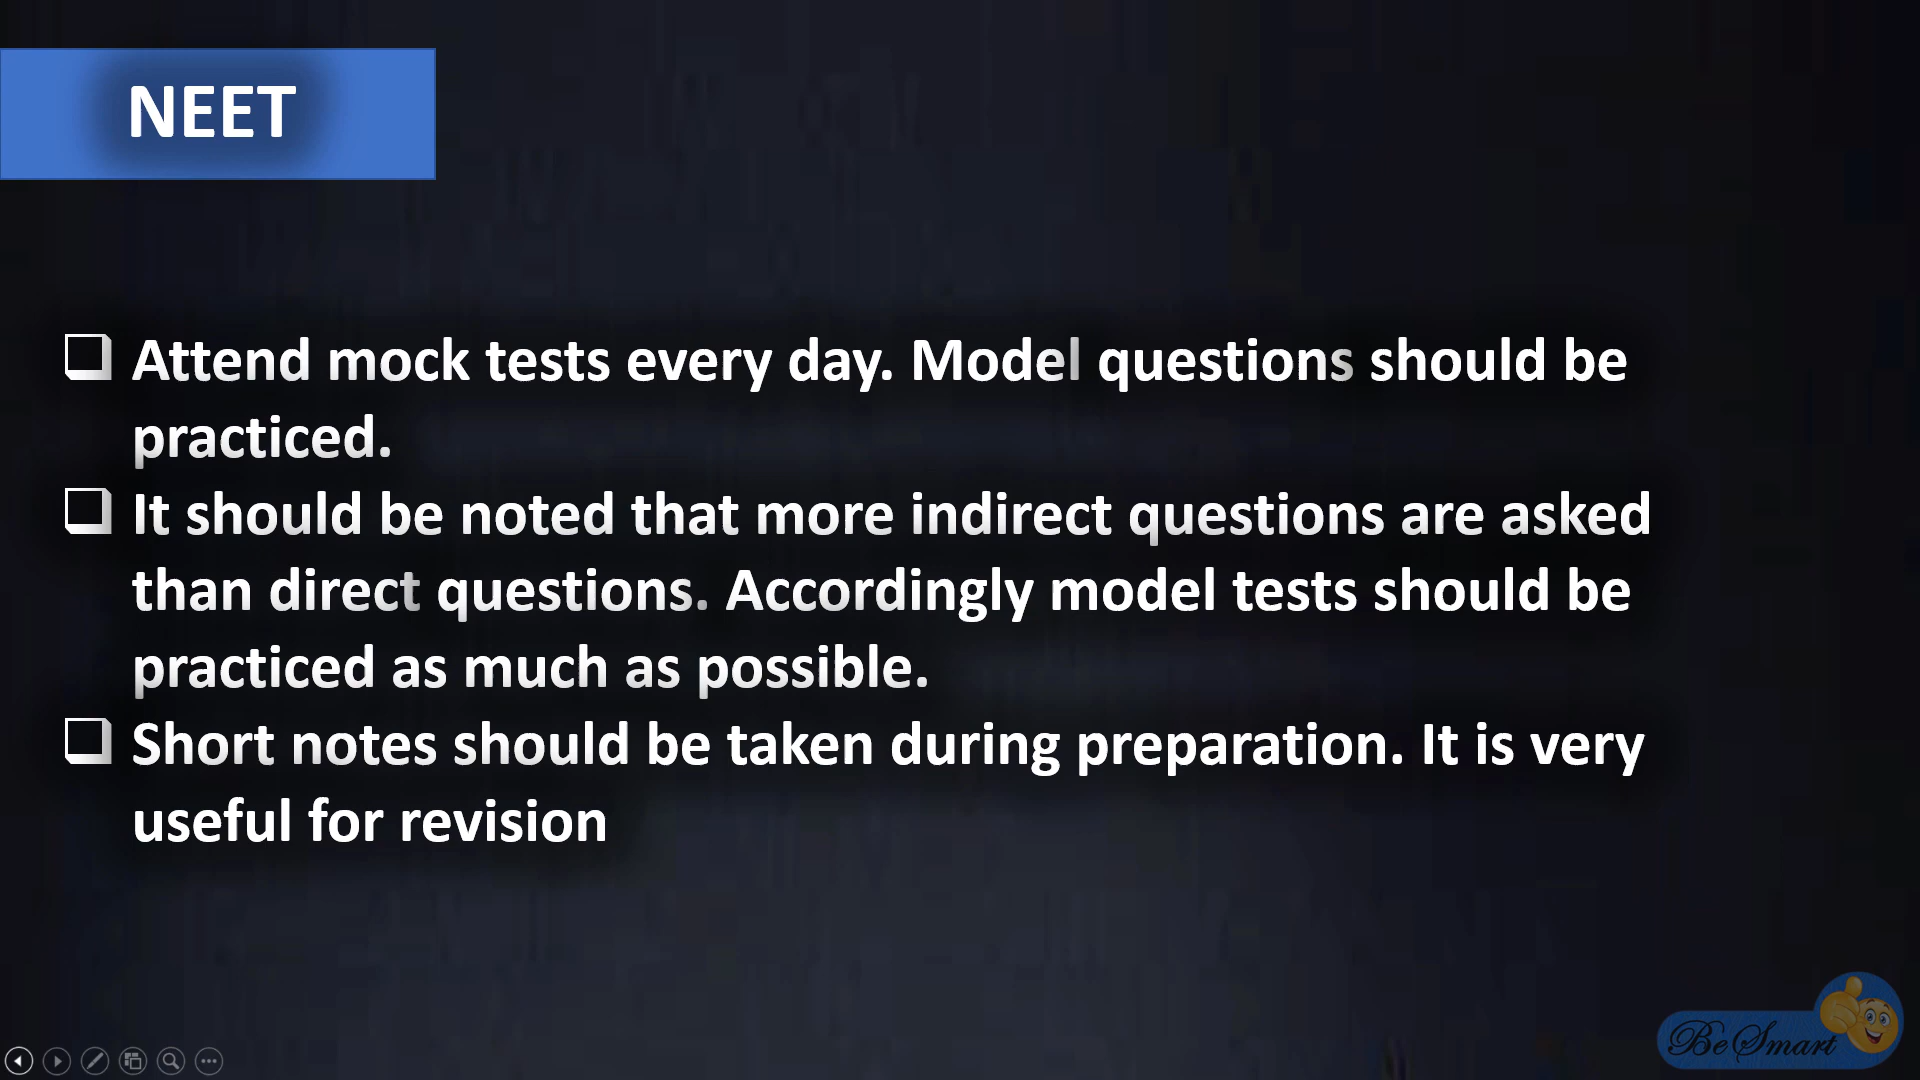 NEET
Attend mock tests every day. Model questions should be
practiced.
It should be noted that more indirect questions are asked
than direct questions. Accordingly model tests should be
practiced as much as possible.
Short notes should be taken during preparation. It is very
useful for revision
Be Smart